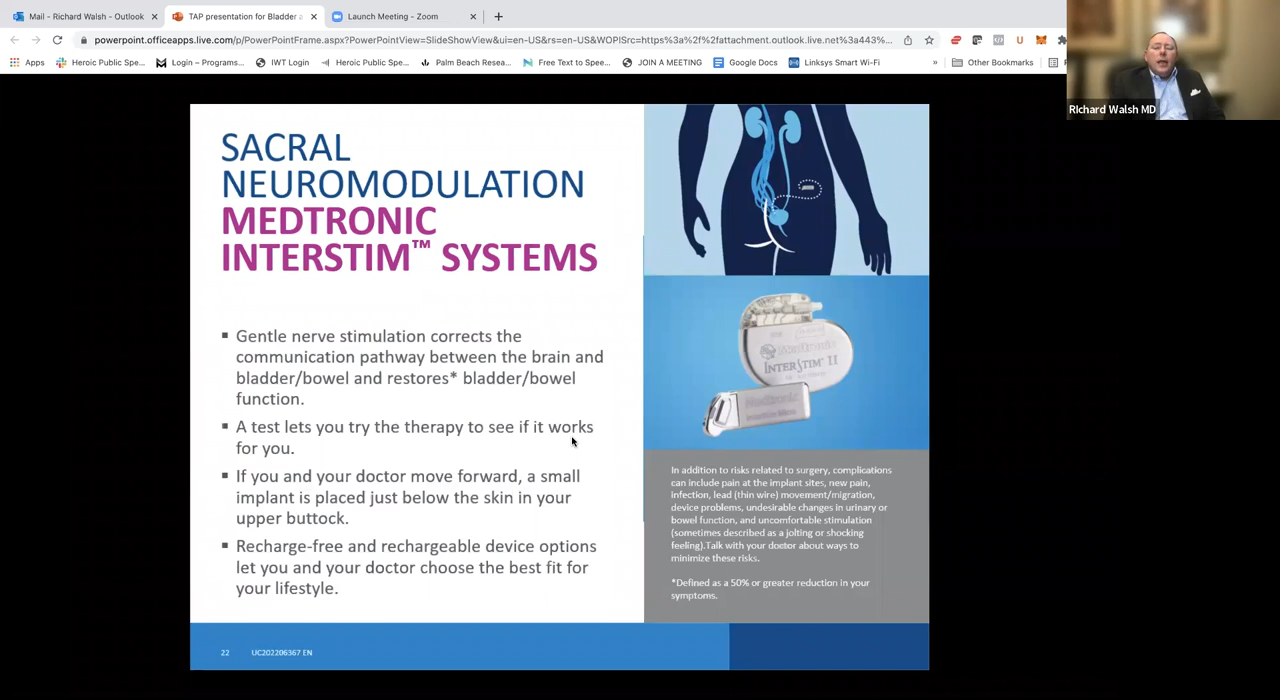 Mail - Richard Walsh - Outlook
TAP presentation for Bladder a
Launch Meeting - Zoom
powerpoint.officeapps.live.com/p/PowerPointFrame.aspx?PowerPointView=SlideShowView&ui=en-US&rs=en-US&WOPISrc=https%3a%2f%2fattachment.outlook.live.net%3a443%...
Apps
Heroic Public Spe...
Login – Programs...
IWT Login
Heroic Public Spe...
Palm Beach Resea...
Free Text to Spee...
JOIN A MEETING
Google Docs
Linksys Smart Wi-Fi
»
Other Bookmarks
RIchard Walsh MD
SACRAL
NEUROMODULATION
MEDTRONIC
INTERSTIM™ SYSTEMS
▪ Gentle nerve stimulation corrects the
communication pathway between the brain and
bladder/bowel and restores* bladder/bowel
function.
▪ A test lets you try the therapy to see if it works
for you.
▪ If you and your doctor move forward, a small
implant is placed just below the skin in your
upper buttock.
▪ Recharge-free and rechargeable device options
let you and your doctor choose the best fit for
your lifestyle.
Medtronic
INTERSTIM® II
Medtronic
InterStim Micro
In addition to risks related to surgery, complications
can include pain at the implant sites, new pain,
infection, lead (thin wire) movement/migration,
device problems, undesirable changes in urinary or
bowel function, and uncomfortable stimulation
(sometimes described as a jolting or shocking
feeling).Talk with your doctor about ways to
minimize these risks.
*Defined as a 50% or greater reduction in your
symptoms.
22
UC202206367 EN